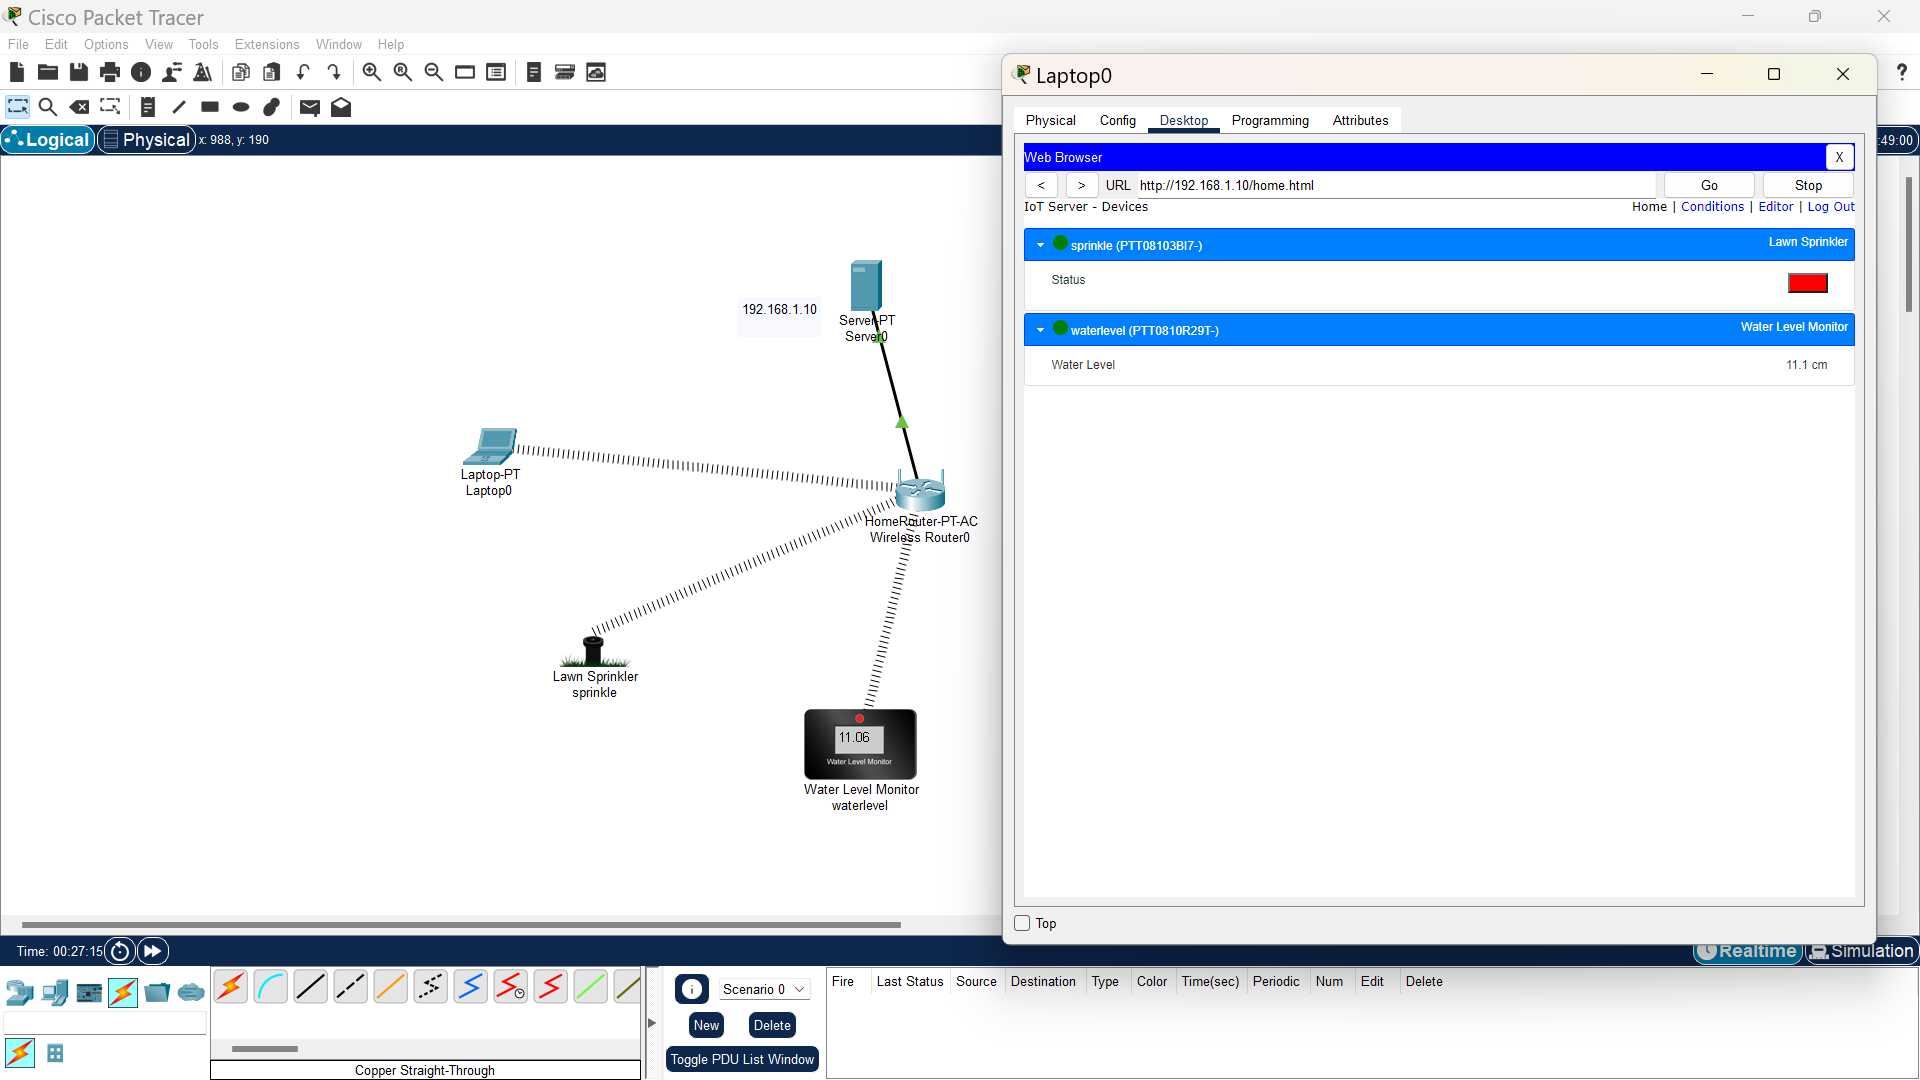 Cisco Packet Tracer
File Edit Options View Tools Extensions Window Help
?
Logical Physical x: 988, y: 190
:49:00
192.168.1.10
Server-PT
Server0
Laptop-PT
Laptop0
HomeRouter-PT-AC
Wireless Router0
Lawn Sprinkler
sprinkle
11.06
Water Level Monitor
Water Level Monitor
waterlevel
Laptop0
Physical Config Desktop Programming Attributes
Web Browser X
< > URL http://192.168.1.10/home.html Go Stop
IoT Server - Devices Home | Conditions | Editor | Log Out
sprinkle (PTT08103BI7-) Lawn Sprinkler
Status
waterlevel (PTT0810R29T-) Water Level Monitor
Water Level 11.1 cm
Top
Time: 00:27:15 Realtime Simulation
Scenario 0
New Delete
Toggle PDU List Window
Fire Last Status Source Destination Type Color Time(sec) Periodic Num Edit Delete
Copper Straight-Through